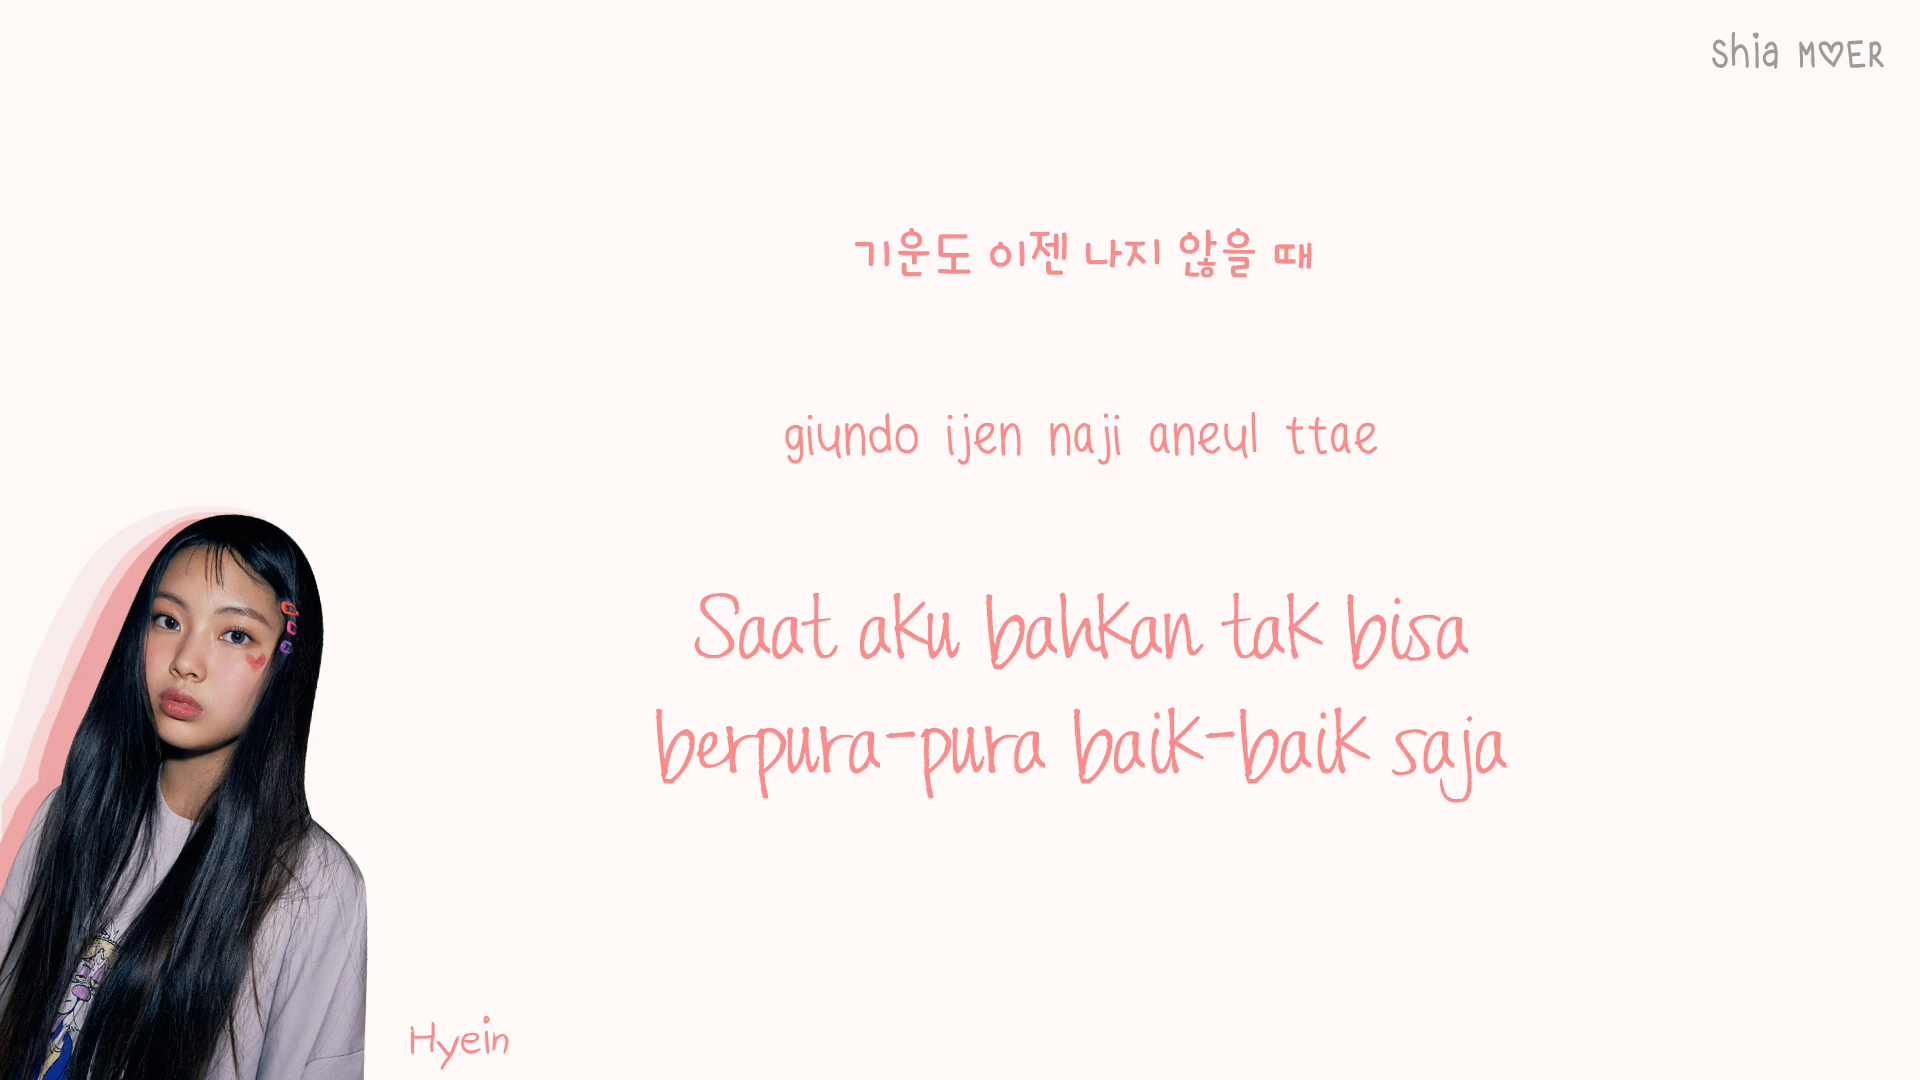 Shia M♡ER
기운도 이젠 나지 않을 때
giundo ijen naji aneul ttae
Saat aku bahkan tak bisa
berpura-pura baik-baik saja
Hyein